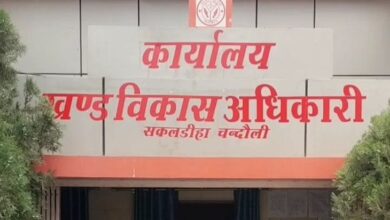 कार्यालय
खण्ड विकास अधिकारी
सकलडीहा चन्दौली